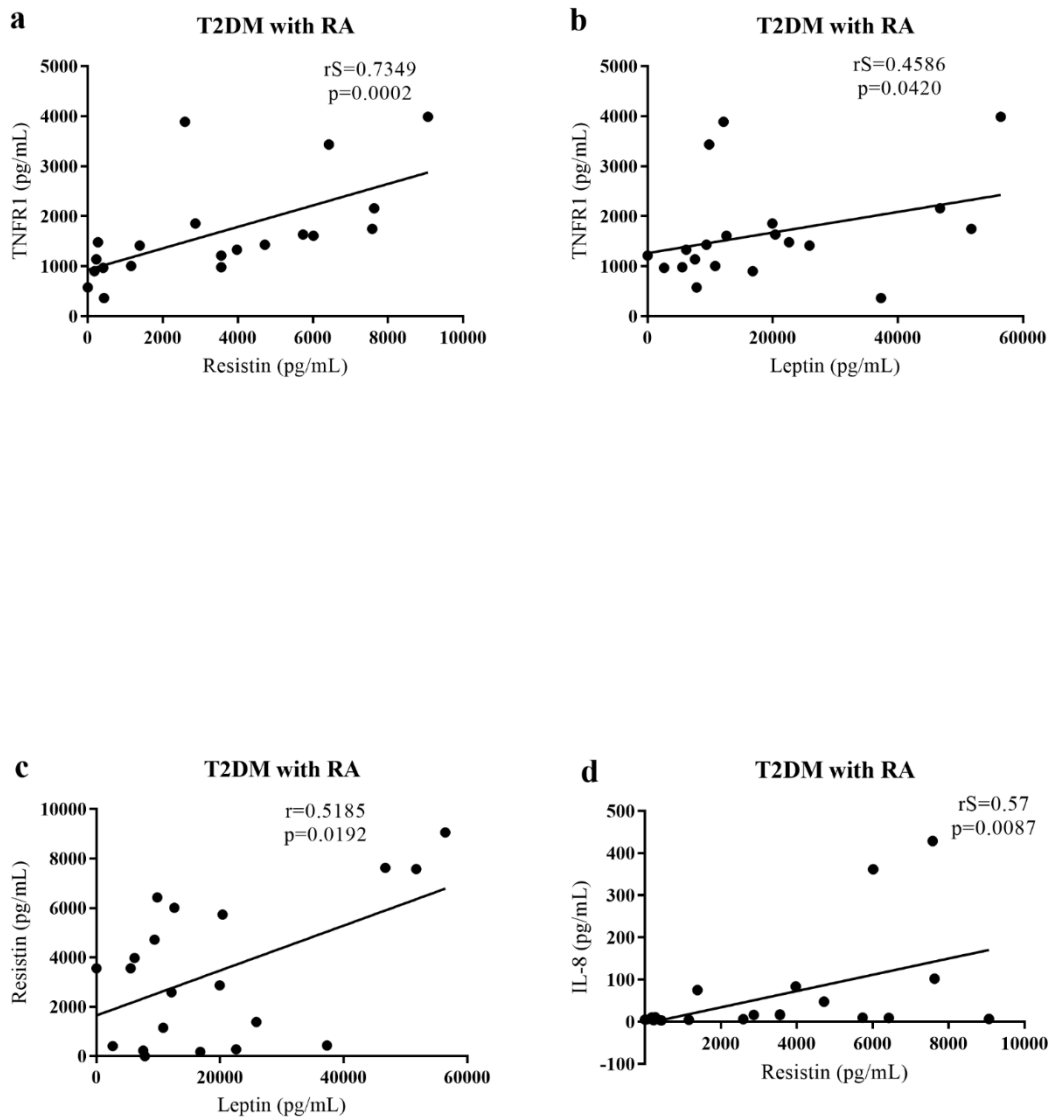 a
T2DM with RA
rS=0.7349
p=0.0002
TNFR1 (pg/mL)
5000
4000
3000
2000
1000
0
0 2000 4000 6000 8000 10000
Resistin (pg/mL)
b
T2DM with RA
rS=0.4586
p=0.0420
TNFR1 (pg/mL)
5000
4000
3000
2000
1000
0
0 20000 40000 60000
Leptin (pg/mL)
c
T2DM with RA
r=0.5185
p=0.0192
Resistin (pg/mL)
10000
8000
6000
4000
2000
0
0 20000 40000 60000
Leptin (pg/mL)
d
T2DM with RA
rS=0.57
p=0.0087
IL-8 (pg/mL)
500
400
300
200
100
0
-100
2000 4000 6000 8000 10000
Resistin (pg/mL)